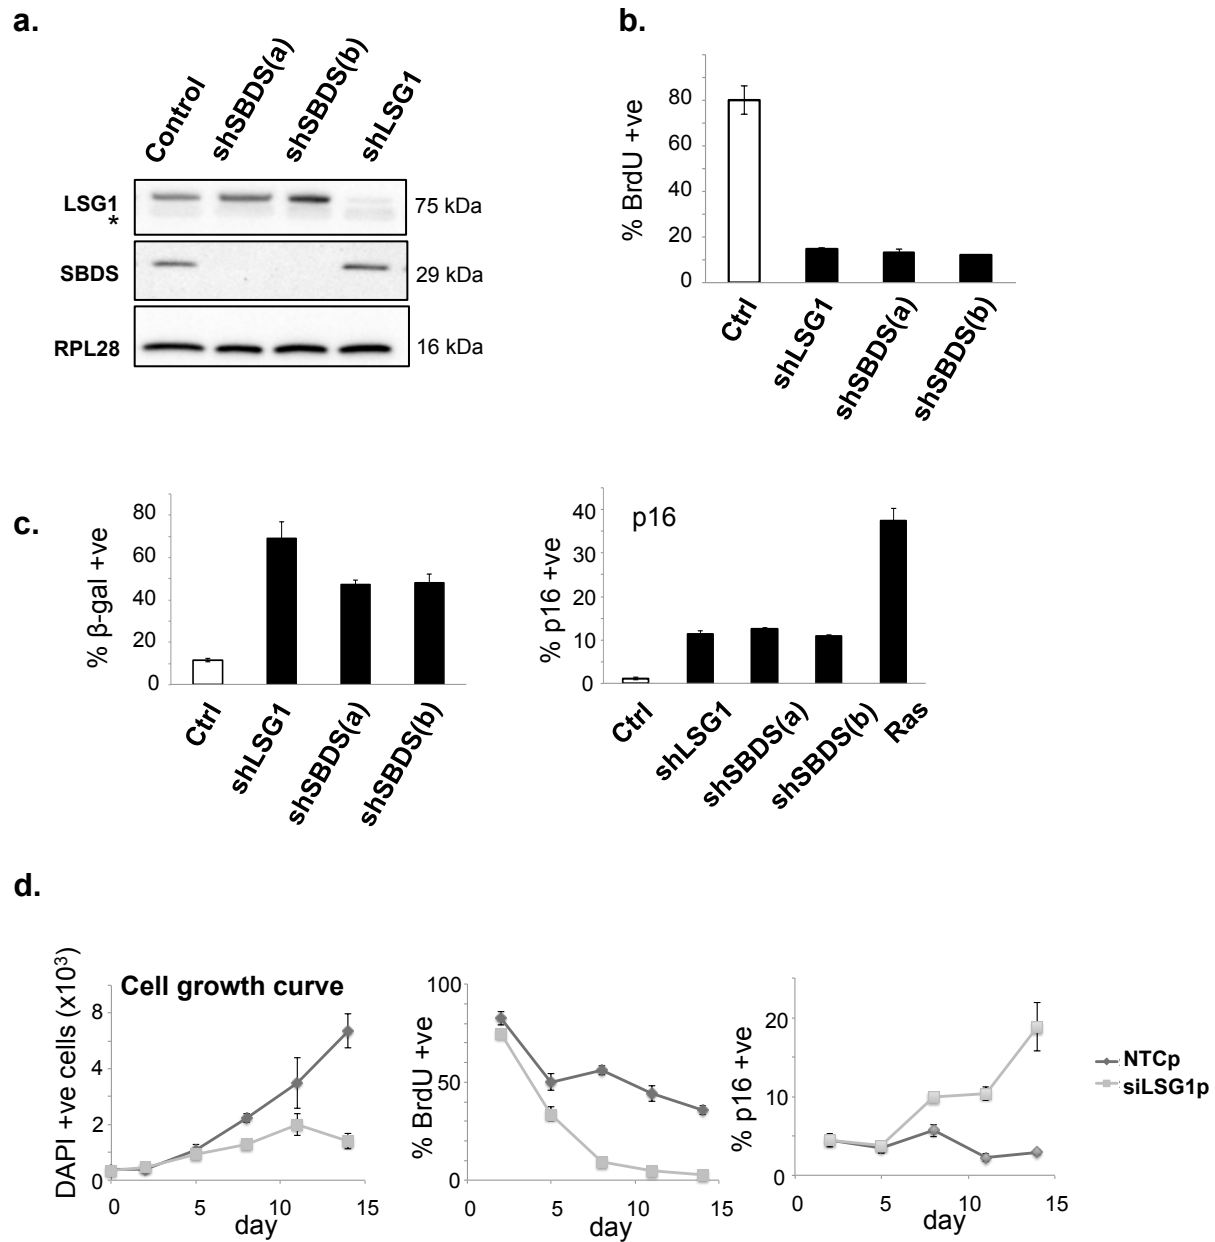 a.
Control
shSBDS(a)
shSBDS(b)
shLSG1
LSG1
*
75 kDa
SBDS
29 kDa
RPL28
16 kDa
b.
% BrdU +ve
80
60
40
20
0
Ctrl
shLSG1
shSBDS(a)
shSBDS(b)
c.
% β-gal +ve
80
60
40
20
0
Ctrl
shLSG1
shSBDS(a)
shSBDS(b)
p16
% p16 +ve
40
30
20
10
0
Ctrl
shLSG1
shSBDS(a)
shSBDS(b)
Ras
d.
Cell growth curve
DAPI +ve cells (x10³)
8
4
2
0
0 5 10 15
day
% BrdU +ve
100
50
0
0 5 10 15
day
% p16 +ve
20
10
0
0 5 10 15
day
NTCp
siLSG1p